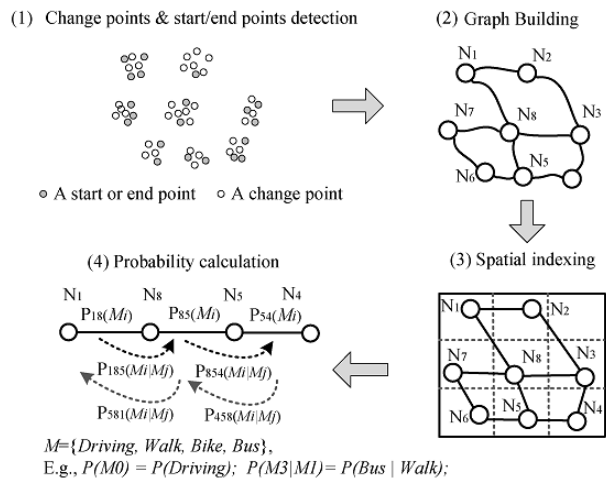 (1) Change points & start/end points detection
A start or end point
A change point
(2) Graph Building
N1
N2
N7
N8
N3
N6
N5
(3) Spatial indexing
N1
N2
N7
N8
N3
N6
N5
N4
(4) Probability calculation
N1 N8 N5 N4
P18(Mi) P85(Mi) P54(Mi)
P185(Mi|Mj) P854(Mi|Mj)
P581(Mi|Mj) P458(Mi|Mj)
M={Driving, Walk, Bike, Bus},
E.g., P(M0) = P(Driving); P(M3|M1)= P(Bus | Walk);